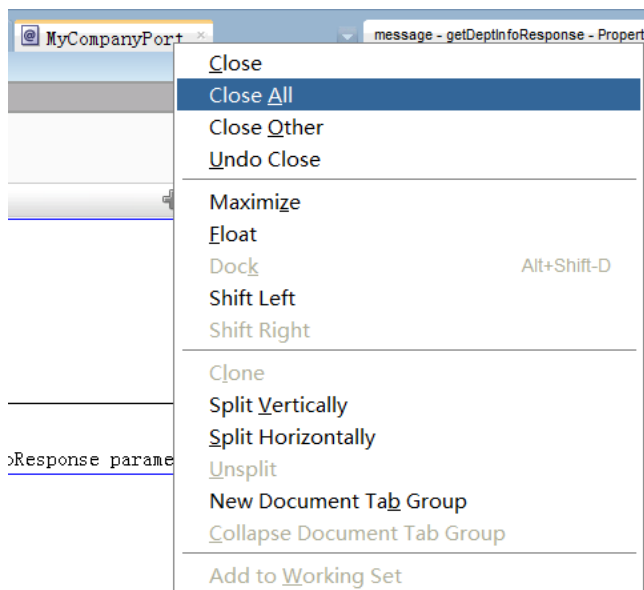 MyCompanyPort
message - getDeptInfoResponse - Propert
Close
Close All
Close Other
Undo Close
Maximize
Float
Dock Alt+Shift-D
Shift Left
Shift Right
Clone
Split Vertically
Split Horizontally
oResponse parame
Unsplit
New Document Tab Group
Collapse Document Tab Group
Add to Working Set